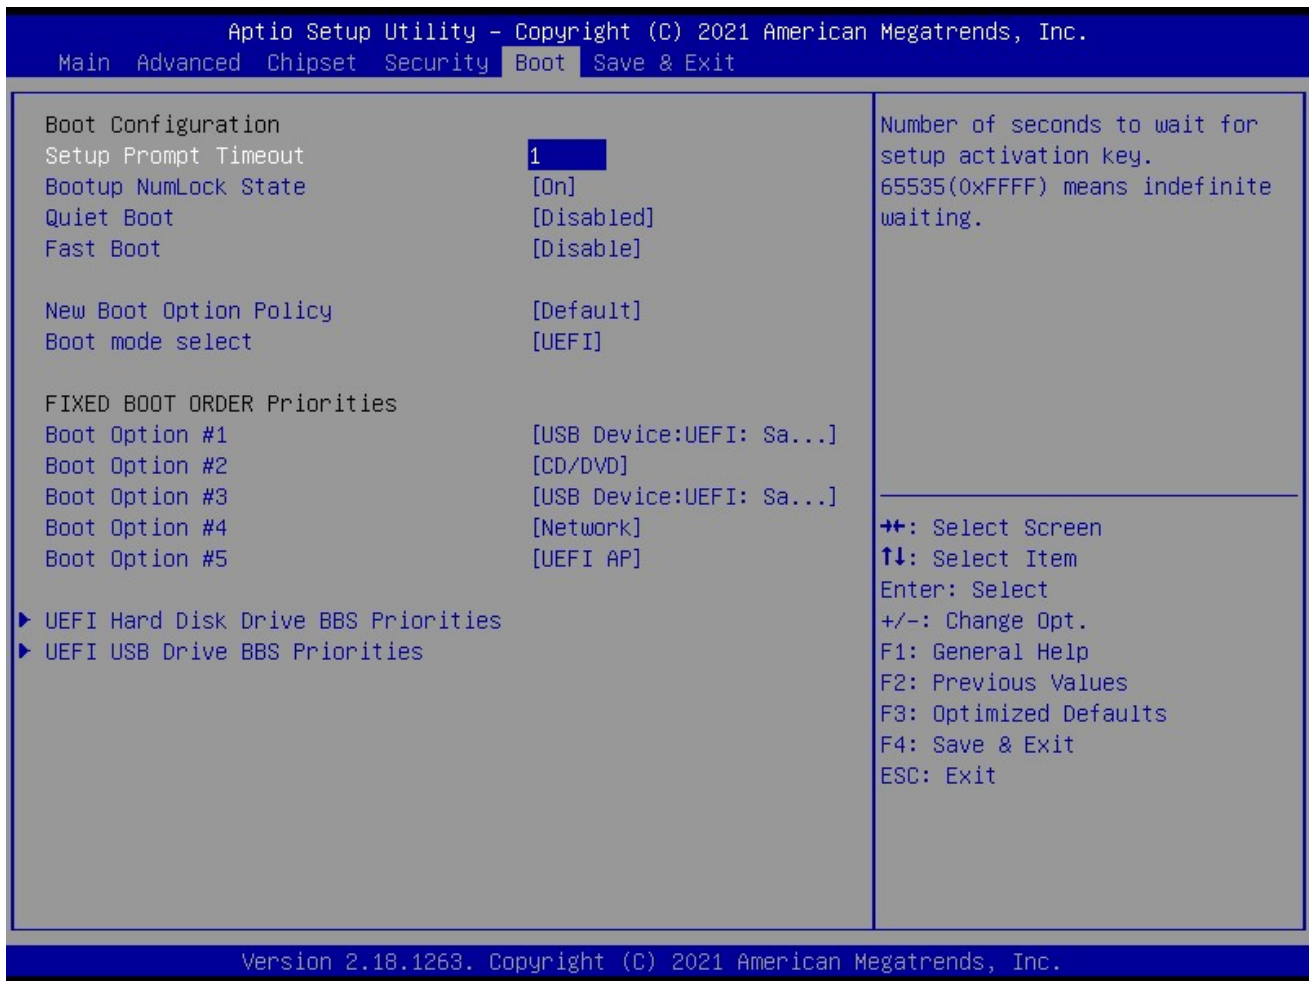 Aptio Setup Utility – Copyright (C) 2021 American Megatrends, Inc.
Main Advanced Chipset Security Boot Save & Exit
Boot Configuration
Setup Prompt Timeout 1
Bootup NumLock State [On]
Quiet Boot [Disabled]
Fast Boot [Disable]
New Boot Option Policy [Default]
Boot mode select [UEFI]
FIXED BOOT ORDER Priorities
Boot Option #1 [USB Device:UEFI: Sa...]
Boot Option #2 [CD/DVD]
Boot Option #3 [USB Device:UEFI: Sa...]
Boot Option #4 [Network]
Boot Option #5 [UEFI AP]
UEFI Hard Disk Drive BBS Priorities
UEFI USB Drive BBS Priorities
Number of seconds to wait for
setup activation key.
65535(0xFFFF) means indefinite
waiting.
→←: Select Screen
↑↓: Select Item
Enter: Select
+/-: Change Opt.
F1: General Help
F2: Previous Values
F3: Optimized Defaults
F4: Save & Exit
ESC: Exit
Version 2.18.1263. Copyright (C) 2021 American Megatrends, Inc.